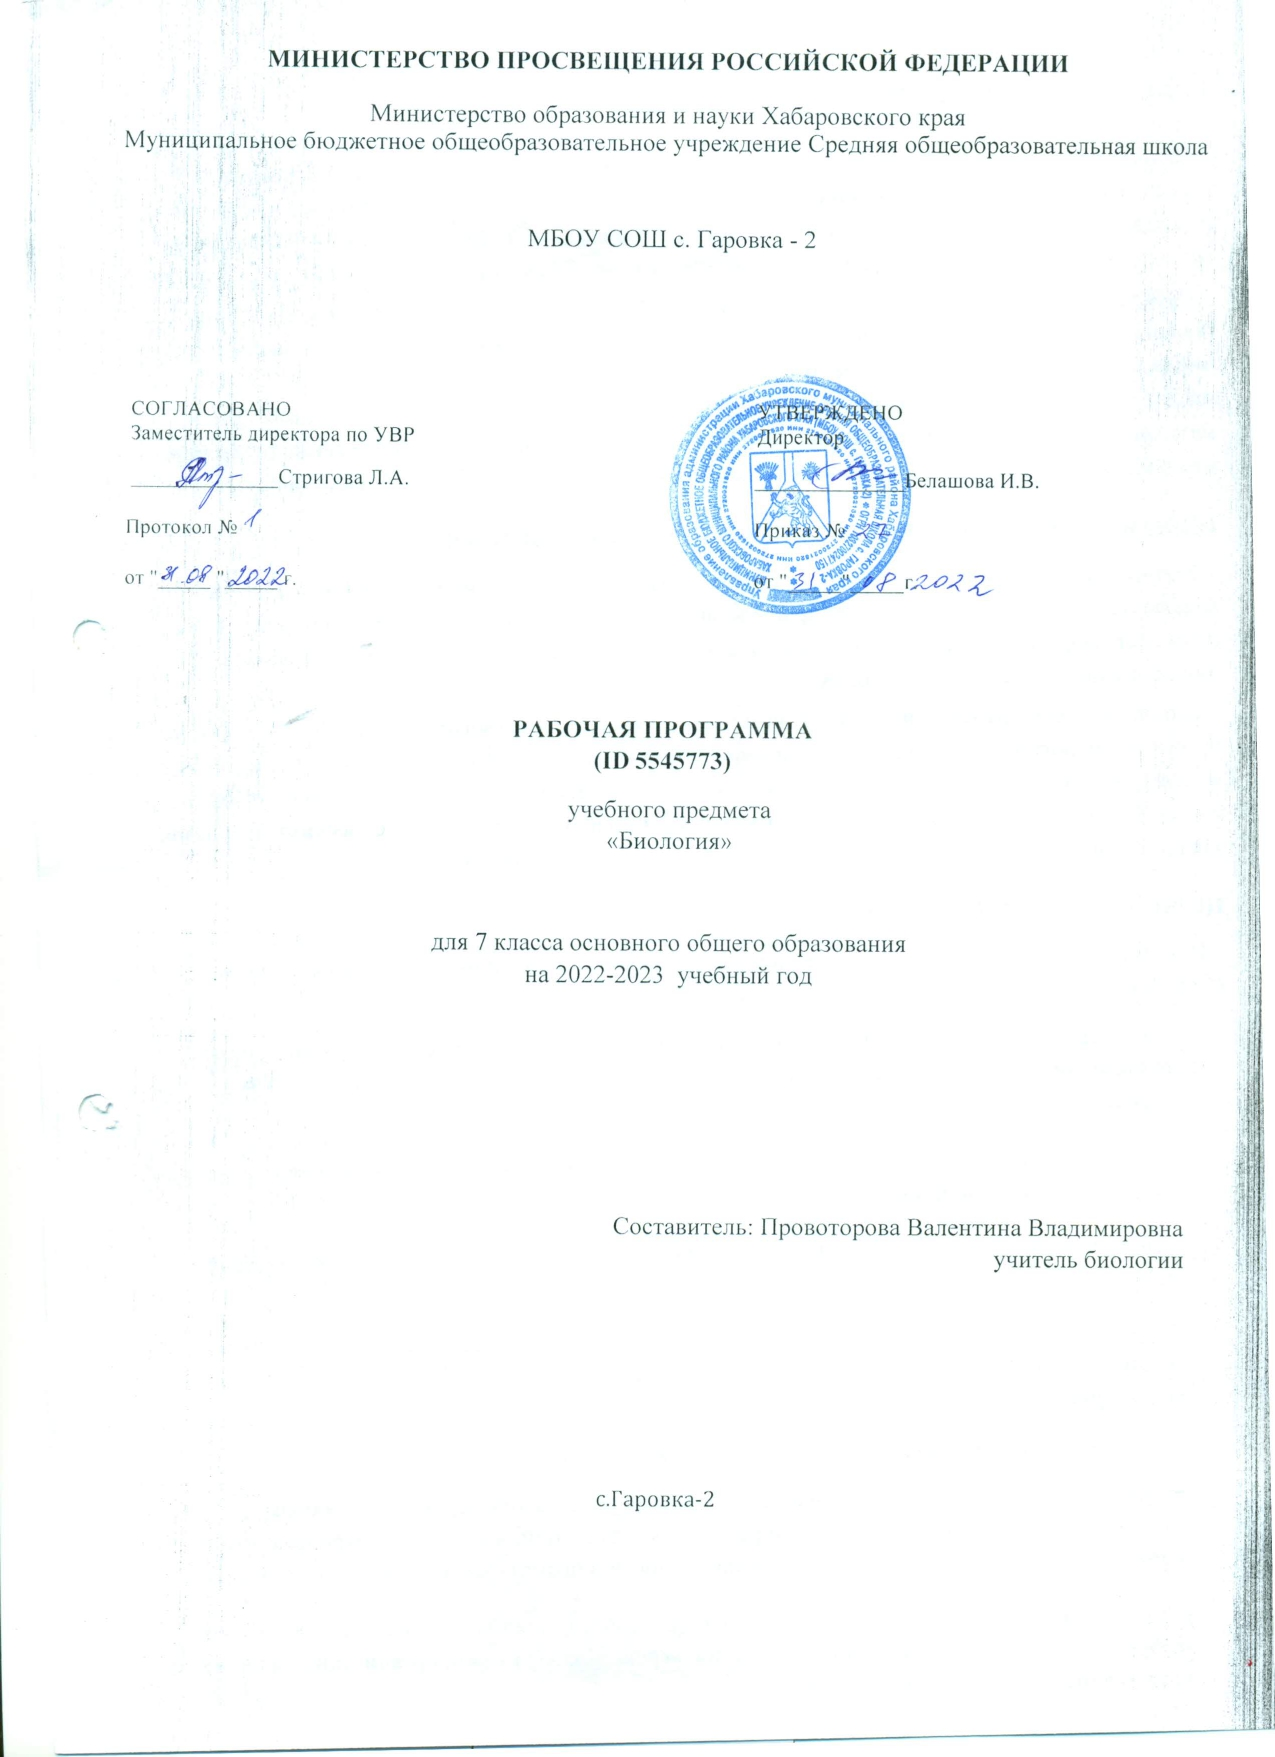 МИНИСТЕРСТВО ПРОСВЕЩЕНИЯ РОССИЙСКОЙ ФЕДЕРАЦИИ
Министерство образования и науки Хабаровского края
Муниципальное бюджетное общеобразовательное учреждение Средняя общеобразовательная школа
МБОУ СОШ с. Гаровка - 2
СОГЛАСОВАНО
Заместитель директора по УВР
Стригова Л.А.
Протокол № 1
от "31.08" 2022г.
УТВЕРЖДЕНО
Директор
Белашова И.В.
Приказ №
от "31" 08 г.2022
РАБОЧАЯ ПРОГРАММА
(ID 5545773)
учебного предмета
«Биология»
для 7 класса основного общего образования
на 2022-2023 учебный год
Составитель: Провоторова Валентина Владимировна
учитель биологии
с.Гаровка-2